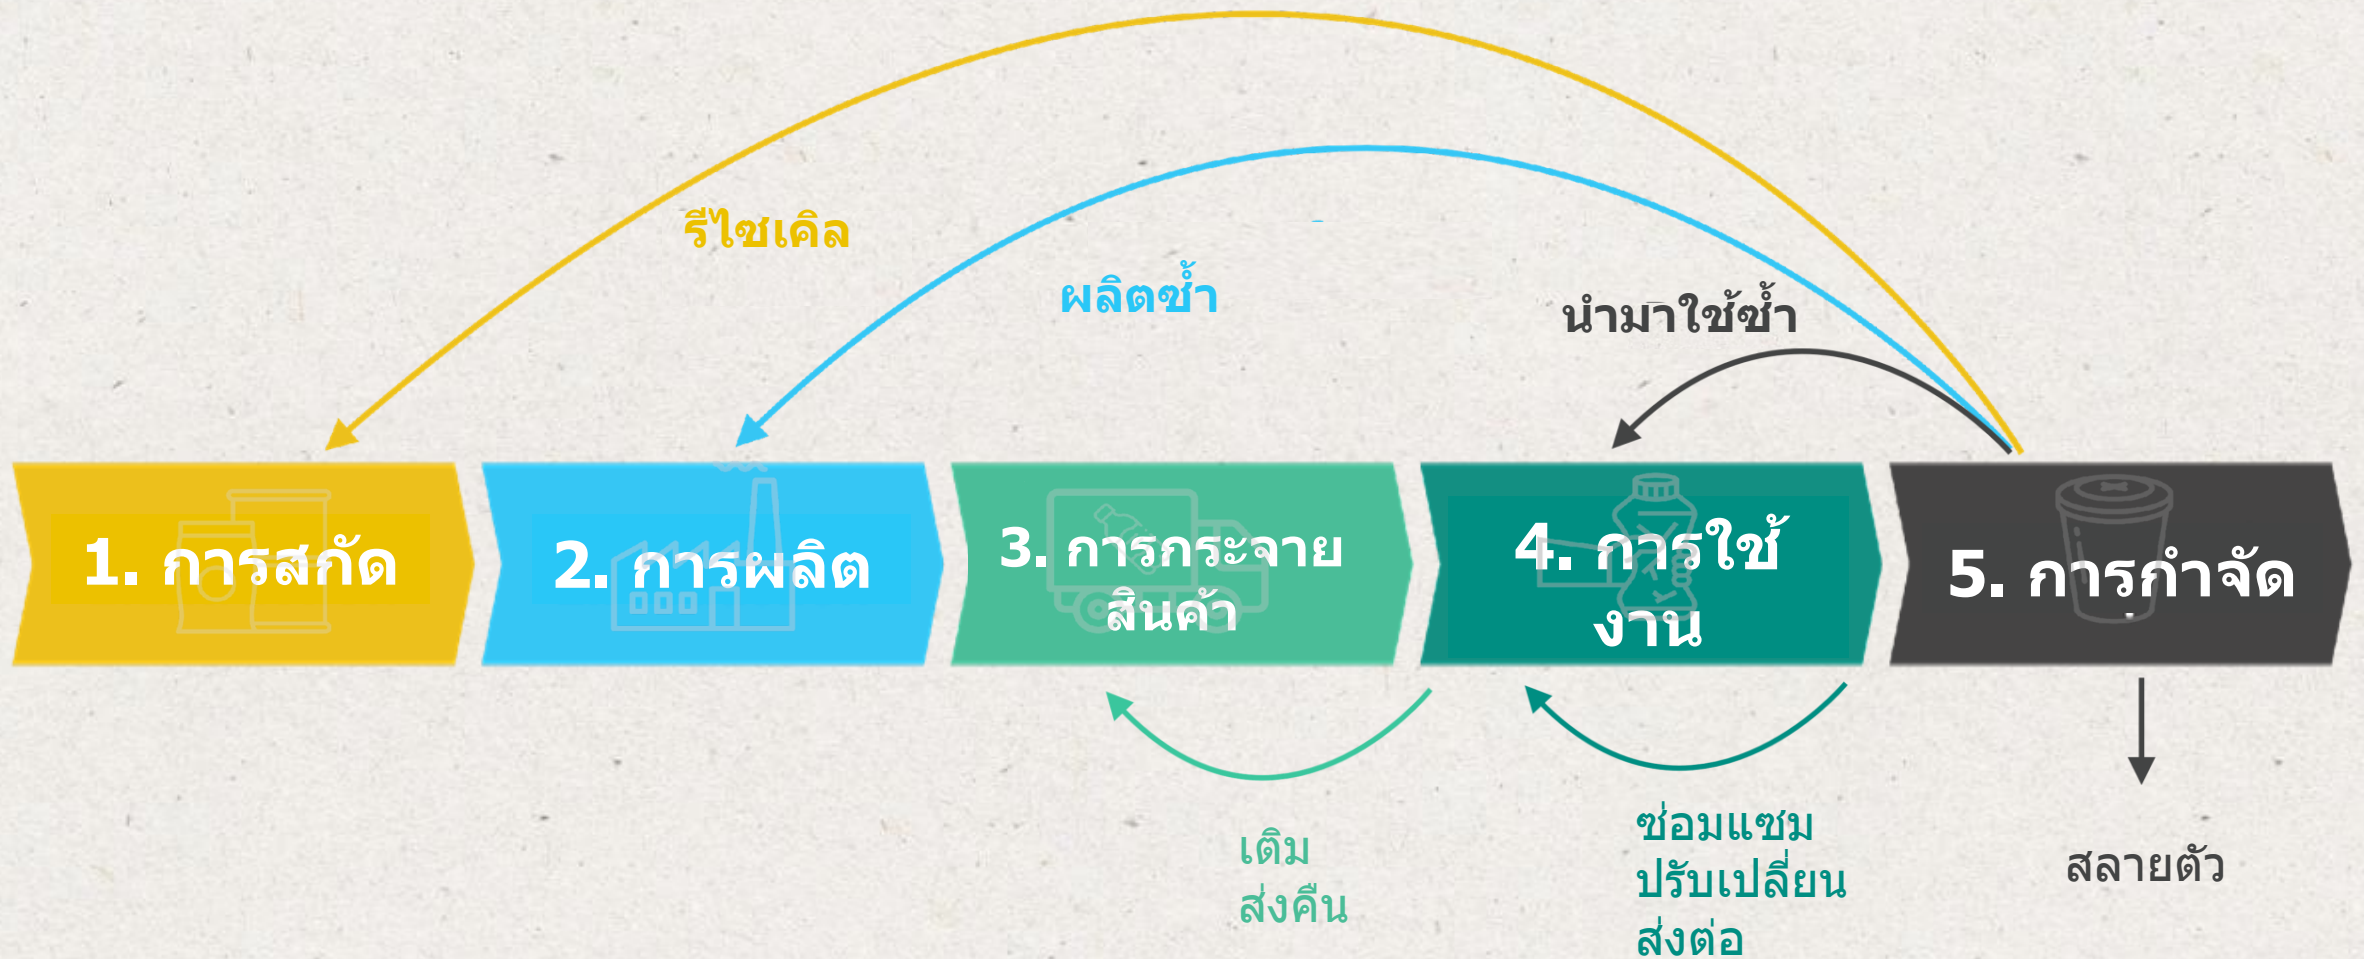 รีไซเคิล
ผลิตซ้ำ
นำมาใช้ซ้ำ
1. การสกัด
2. การผลิต
3. การกระจาย
สินค้า
4. การใช้
งาน
5. การกำจัด
เติม
ส่งคืน
ซ่อมแซม
ปรับเปลี่ยน
ส่งต่อ
สลายตัว